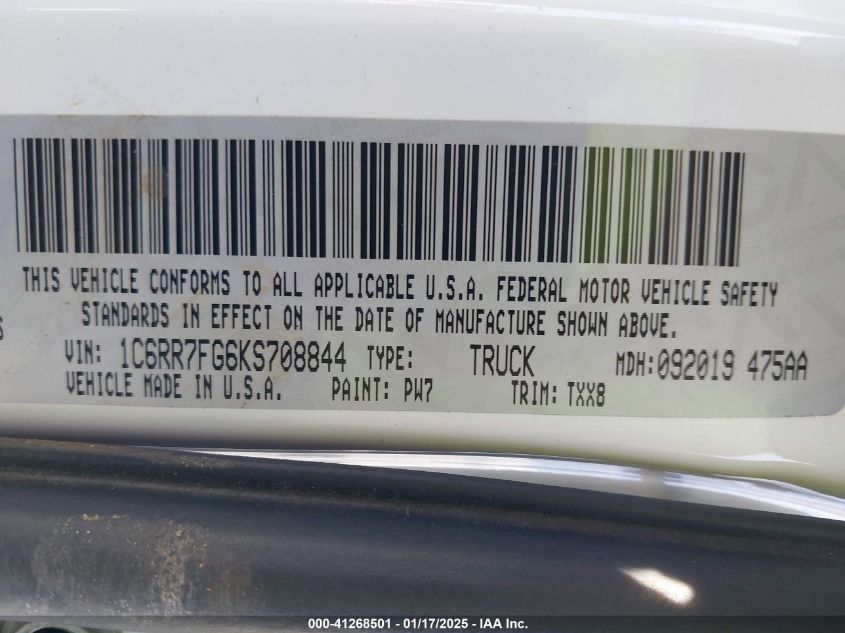 THIS VEHICLE CONFORMS TO ALL APPLICABLE U.S.A. FEDERAL MOTOR VEHICLE SAFETY
STANDARDS IN EFFECT ON THE DATE OF MANUFACTURE SHOWN ABOVE.
VIN: 1C6RR7FG6KS708844 TYPE: TRUCK MDH:092019 475AA
VEHICLE MADE IN U.S.A. PAINT: PW7 TRIM: TXX8
000-41268501 - 01/17/2025 - IAA Inc.